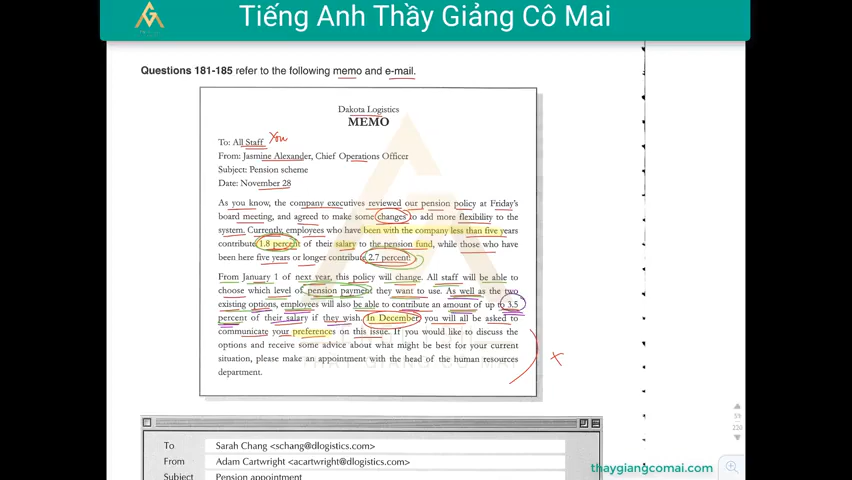 Tiếng Anh Thầy Giảng Cô Mai
Questions 181-185 refer to the following memo and e-mail.
Dakota Logistics
MEMO
To: All Staff You
From: Jasmine Alexander, Chief Operations Officer
Subject: Pension scheme
Date: November 28
As you know, the company executives reviewed our pension policy at Friday's
board meeting, and agreed to make some changes to add more flexibility to the
system. Currently, employees who have been with the company less than five years
contribute 1.8 percent of their salary to the pension fund, while those who have
been here five years or longer contribute 2.7 percent.
From January 1 of next year, this policy will change. All staff will be able to
choose which level of pension payment they want to use. As well as the two
existing options, employees will also be able to contribute an amount of up to 3.5
percent of their salary if they wish. In December, you will all be asked to
communicate your preferences on this issue. If you would like to discuss the
options and receive some advice about what might be best for your current
situation, please make an appointment with the head of the human resources
department.
THAY GIANG CO MAI
To Sarah Chang <schang@dlogistics.com>
From Adam Cartwright <acartwright@dlogistics.com>
Subject Pension appointment
59
220
thaygiangcomai.com